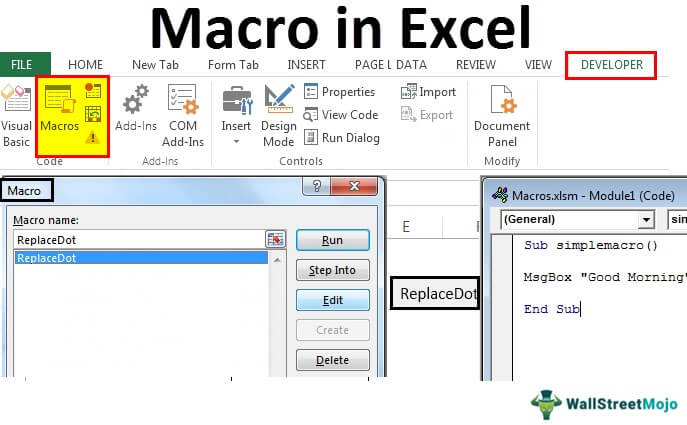 Macro in Excel
FILE HOME New Tab Form Tab INSERT PAGE L DATA REVIEW VIEW DEVELOPER
Visual Basic
Macros
Code
Add-Ins
COM Add-Ins
Add-Ins
Insert
Design Mode
Properties
View Code
Run Dialog
Controls
Import
Export
Document Panel
Modify
Macro
?
Macro name:
ReplaceDot
ReplaceDot
Run
Step Into
Edit
Create
Delete
E
ReplaceDot
Macros.xlsm - Module1 (Code)
(General)
Sub simplemacro()
MsgBox "Good Morning"
End Sub
WallStreetMojo